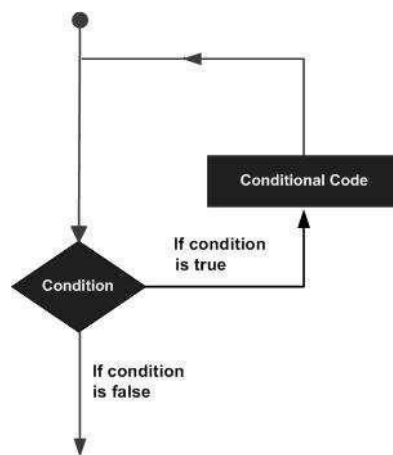 Conditional Code
If condition
is true
Condition
If condition
is false